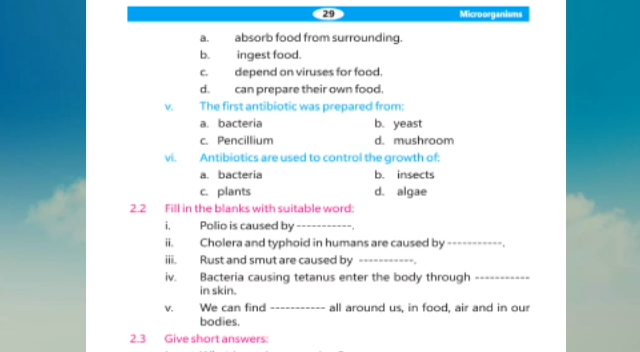 29 Microorganisms
a. absorb food from surrounding.
b. ingest food.
c. depend on viruses for food.
d. can prepare their own food.
v. The first antibiotic was prepared from:
a. bacteria b. yeast
c. Pencillium d. mushroom
vi. Antibiotics are used to control the growth of:
a. bacteria b. insects
c. plants d. algae
2.2 Fill in the blanks with suitable word:
i. Polio is caused by -----------.
ii. Cholera and typhoid in humans are caused by -----------.
iii. Rust and smut are caused by -----------.
iv. Bacteria causing tetanus enter the body through -----------
in skin.
v. We can find ----------- all around us, in food, air and in our
bodies.
2.3 Give short answers: